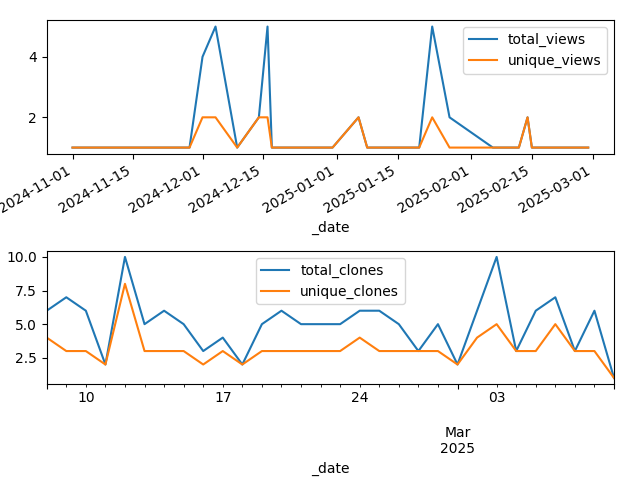 4
2
total_views
unique_views
2024-11-01
2024-11-15
2024-12-01
2024-12-15
2025-01-01
2025-01-15
2025-02-01
2025-02-15
2025-03-01
_date
10.0
7.5
5.0
2.5
total_clones
unique_clones
10
17
24
03
Mar
2025
_date